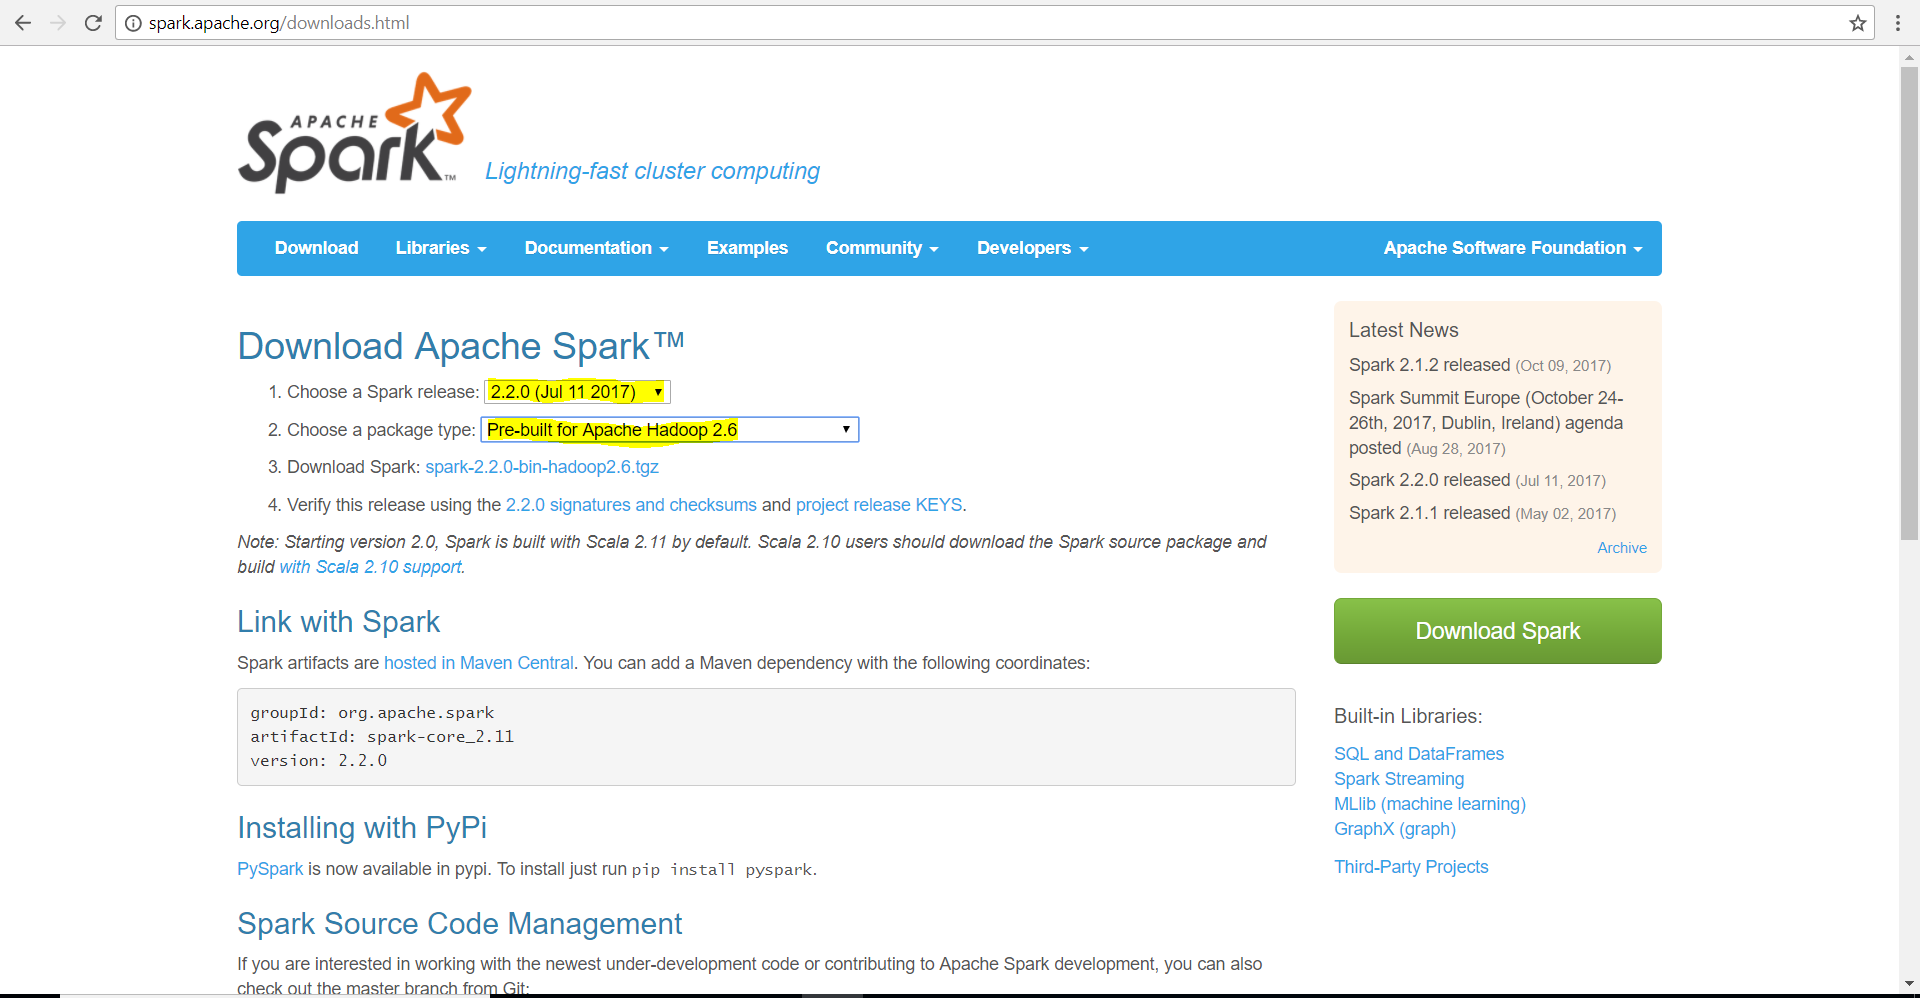 spark.apache.org/downloads.html
APACHE
Spark™
Lightning-fast cluster computing
Download Libraries Documentation Examples Community Developers Apache Software Foundation
Download Apache Spark™
1. Choose a Spark release: 2.2.0 (Jul 11 2017)
2. Choose a package type: Pre-built for Apache Hadoop 2.6
3. Download Spark: spark-2.2.0-bin-hadoop2.6.tgz
4. Verify this release using the 2.2.0 signatures and checksums and project release KEYS.
Note: Starting version 2.0, Spark is built with Scala 2.11 by default. Scala 2.10 users should download the Spark source package and
build with Scala 2.10 support.
Link with Spark
Spark artifacts are hosted in Maven Central. You can add a Maven dependency with the following coordinates:
groupId: org.apache.spark
artifactId: spark-core_2.11
version: 2.2.0
Installing with PyPi
PySpark is now available in pypi. To install just run pip install pyspark.
Spark Source Code Management
If you are interested in working with the newest under-development code or contributing to Apache Spark development, you can also
check out the master branch from Git:
Latest News
Spark 2.1.2 released (Oct 09, 2017)
Spark Summit Europe (October 24-
26th, 2017, Dublin, Ireland) agenda
posted (Aug 28, 2017)
Spark 2.2.0 released (Jul 11, 2017)
Spark 2.1.1 released (May 02, 2017)
Archive
Download Spark
Built-in Libraries:
SQL and DataFrames
Spark Streaming
MLlib (machine learning)
GraphX (graph)
Third-Party Projects